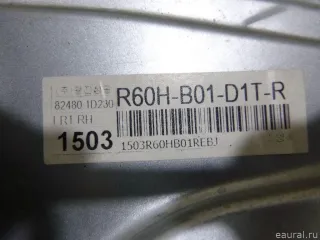 R60H-B01-D1T-R
82480 1D230
1503
1503R60HB01REBJ
eaural.ru